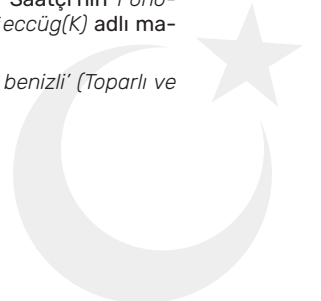 Saatçi'nin Fono-
eccüg(K) adlı ma-
benizli' (Toparlı ve